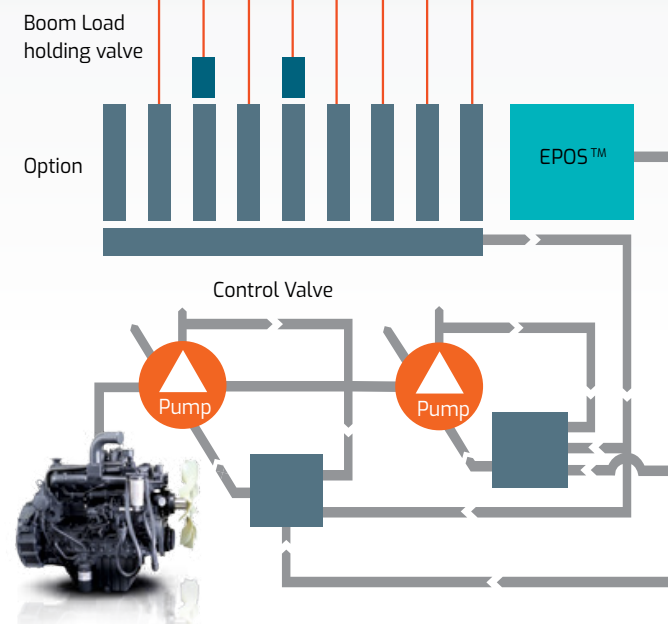 Boom Load
holding valve
Option
EPOS™
Control Valve
Pump
Pump